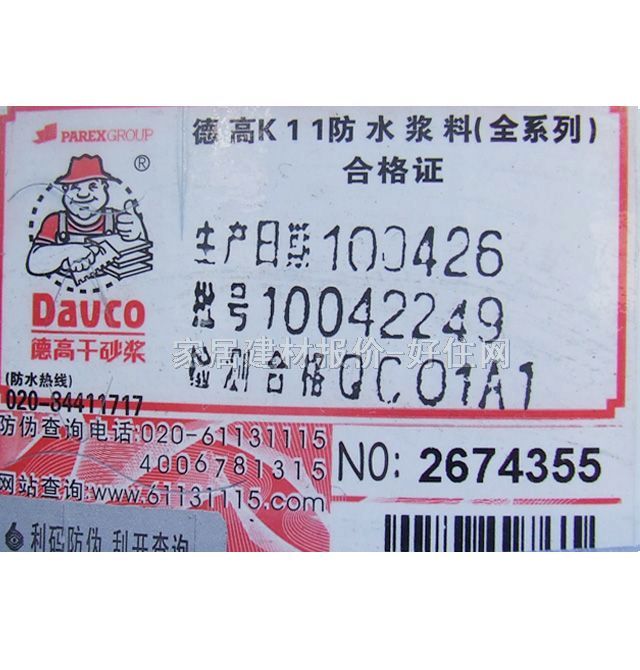 PAREXGROUP
德高K11防水浆料(全系列)
合格证
®
生产日期100426
批号10042249
检测合格QC01A1
Davco
德高干砂浆
家居建材报价-好住网
(防水热线)
020-34411717
防伪查询电话:020-61131115
4006781315
网站查询:www.61131115.com
NO: 2674355
利码防伪 刮开查询